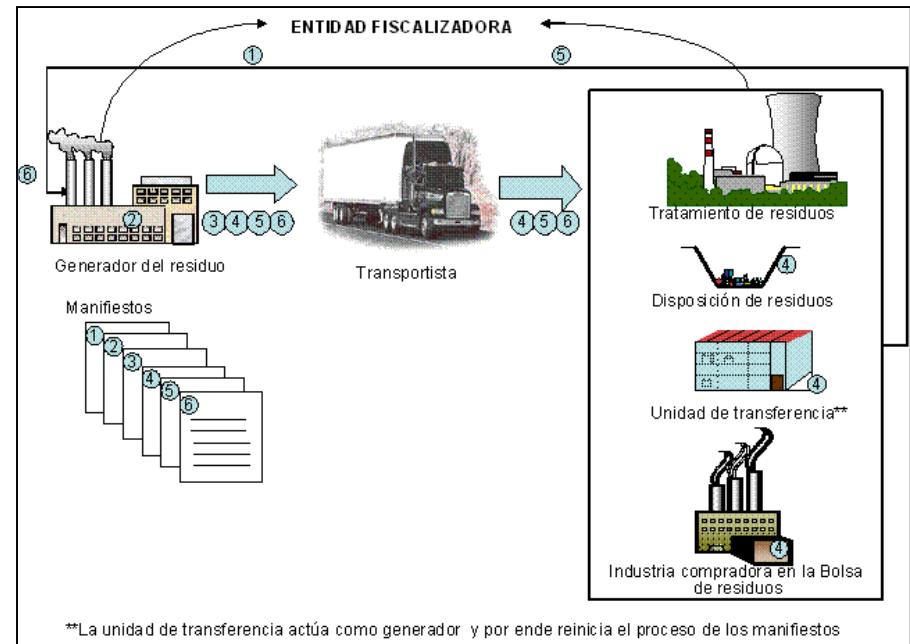 ENTIDAD FISCALIZADORA
1
5
6
2
3 4 5 6
4 5 6
Generador del residuo
Transportista
Tratamiento de residuos
4
Disposición de residuos
4
Unidad de transferencia**
4
Industria compradora en la Bolsa
de residuos
Manifiestos
1
2
3
4
5
6
**La unidad de transferencia actúa como generador y por ende reinicia el proceso de los manifiestos